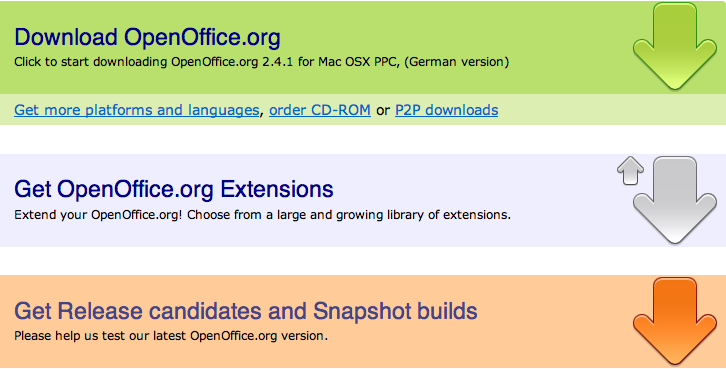 Download OpenOffice.org
Click to start downloading OpenOffice.org 2.4.1 for Mac OSX PPC, (German version)
Get more platforms and languages, order CD-ROM or P2P downloads
Get OpenOffice.org Extensions
Extend your OpenOffice.org! Choose from a large and growing library of extensions.
Get Release candidates and Snapshot builds
Please help us test our latest OpenOffice.org version.